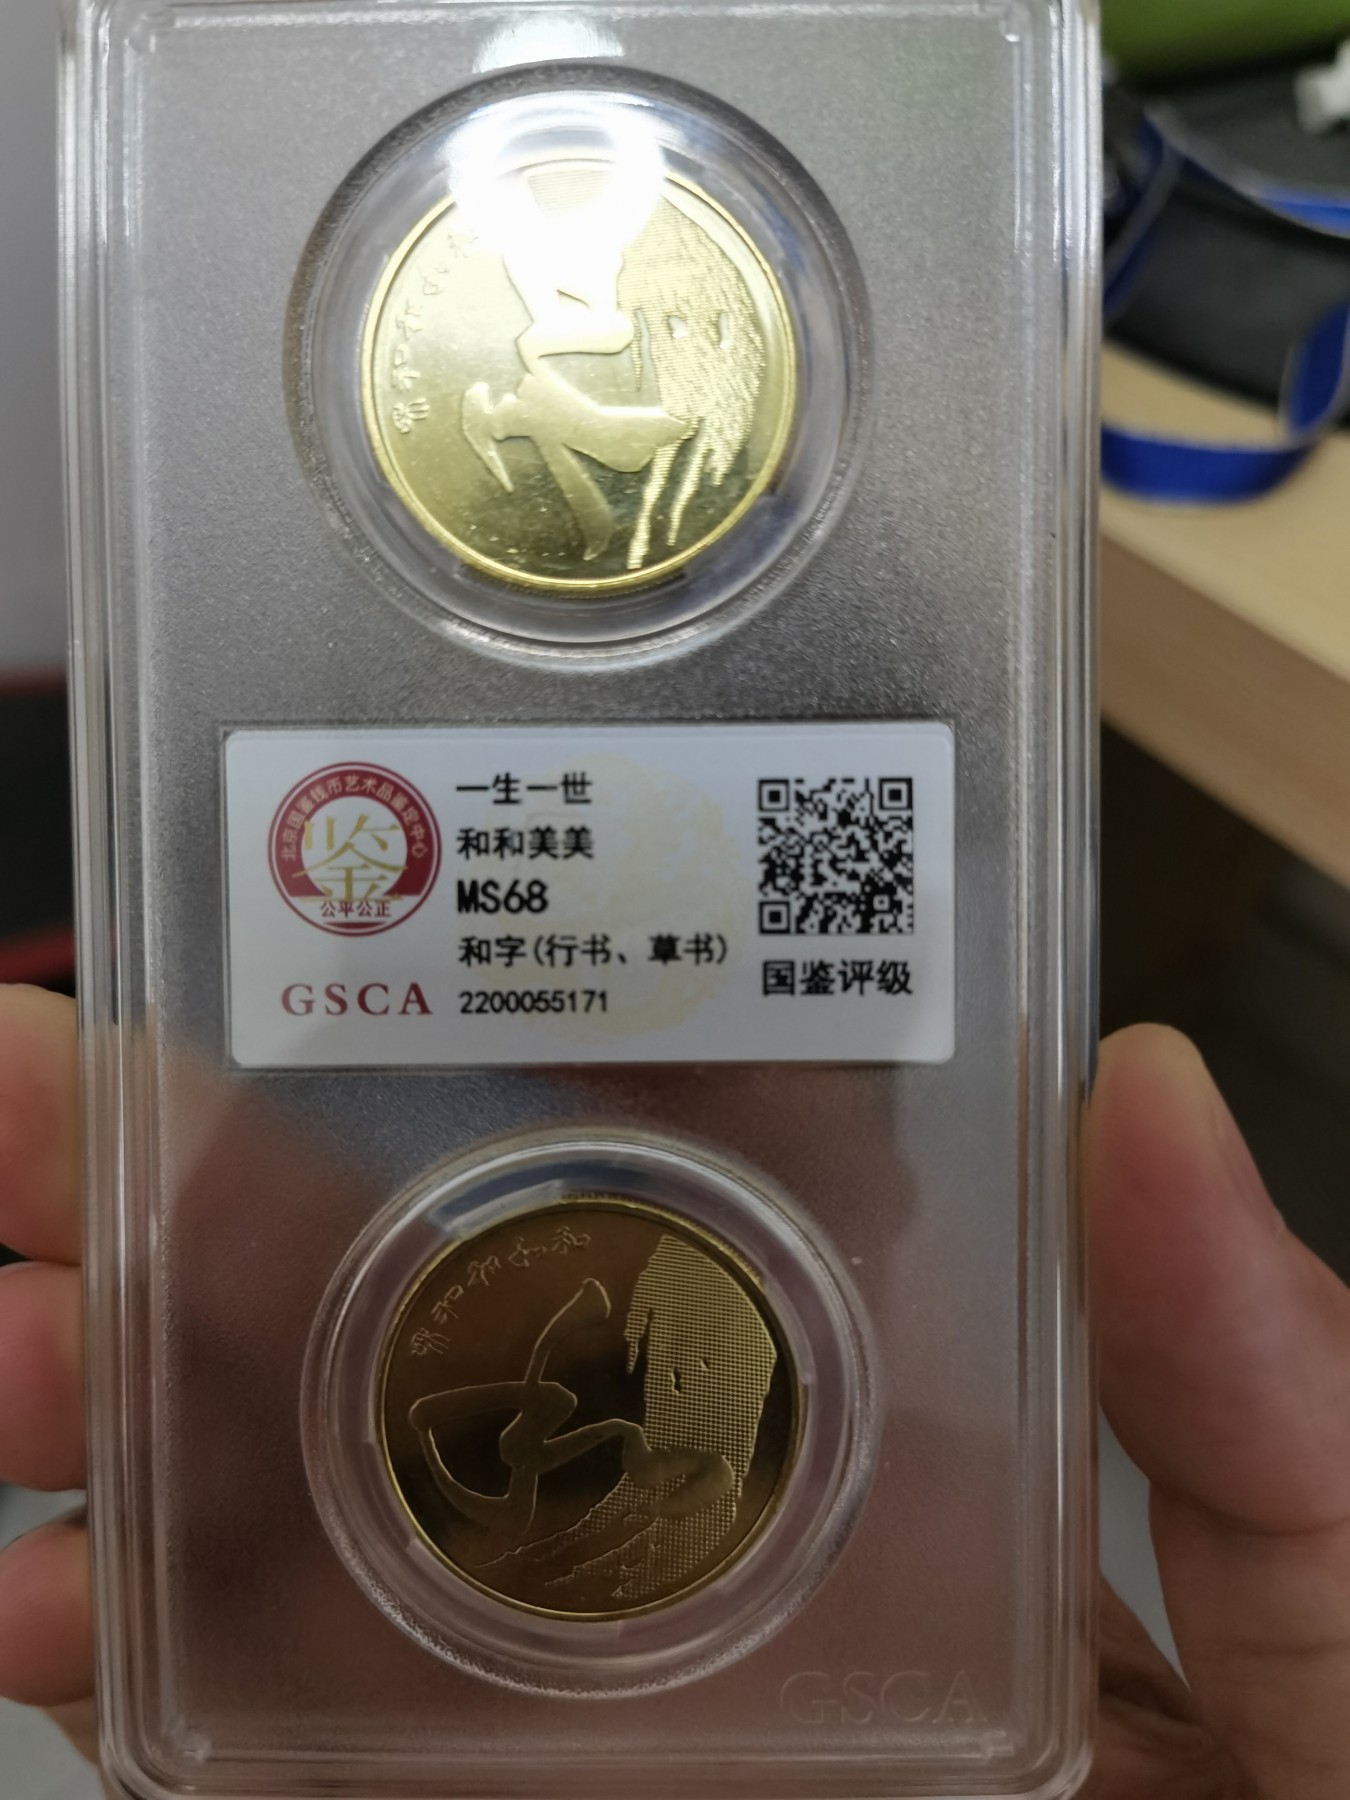 北京国鉴钱币艺术品鉴定中心
鉴
公平公正
GSCA
一生一世
和和美美
MS68
和字(行书、草书)
2200055171
国鉴评级
GSCA